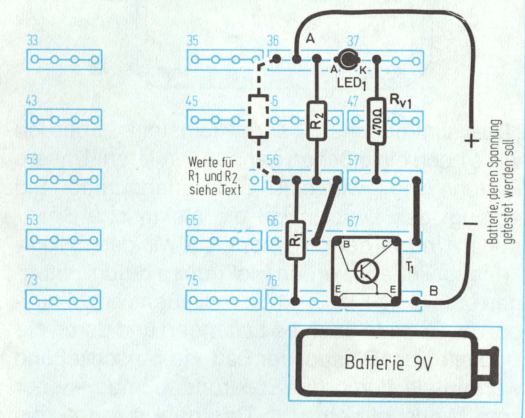 A
33
35
36
37
A
K
LED1
43
45
6
47
R2
Rv1
470Ω
+
Batterie, deren Spannung
getestet werden soll
53
56
57
Werte für
R1 und R2
siehe Text
63
65
66
67
R1
B
C
T1
–
73
75
76
E
E
B
Batterie 9V